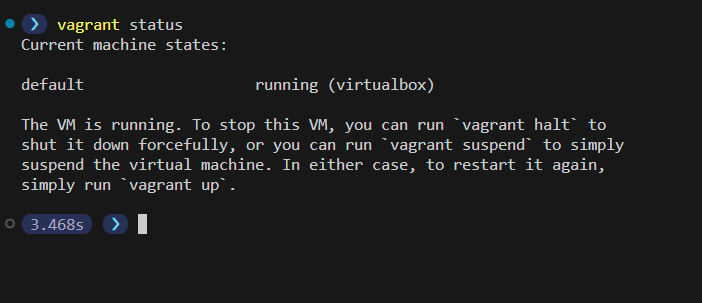 ❯ vagrant status
Current machine states:
default                   running (virtualbox)
The VM is running. To stop this VM, you can run `vagrant halt` to
shut it down forcefully, or you can run `vagrant suspend` to simply
suspend the virtual machine. In either case, to restart it again,
simply run `vagrant up`.
3.468s ❯